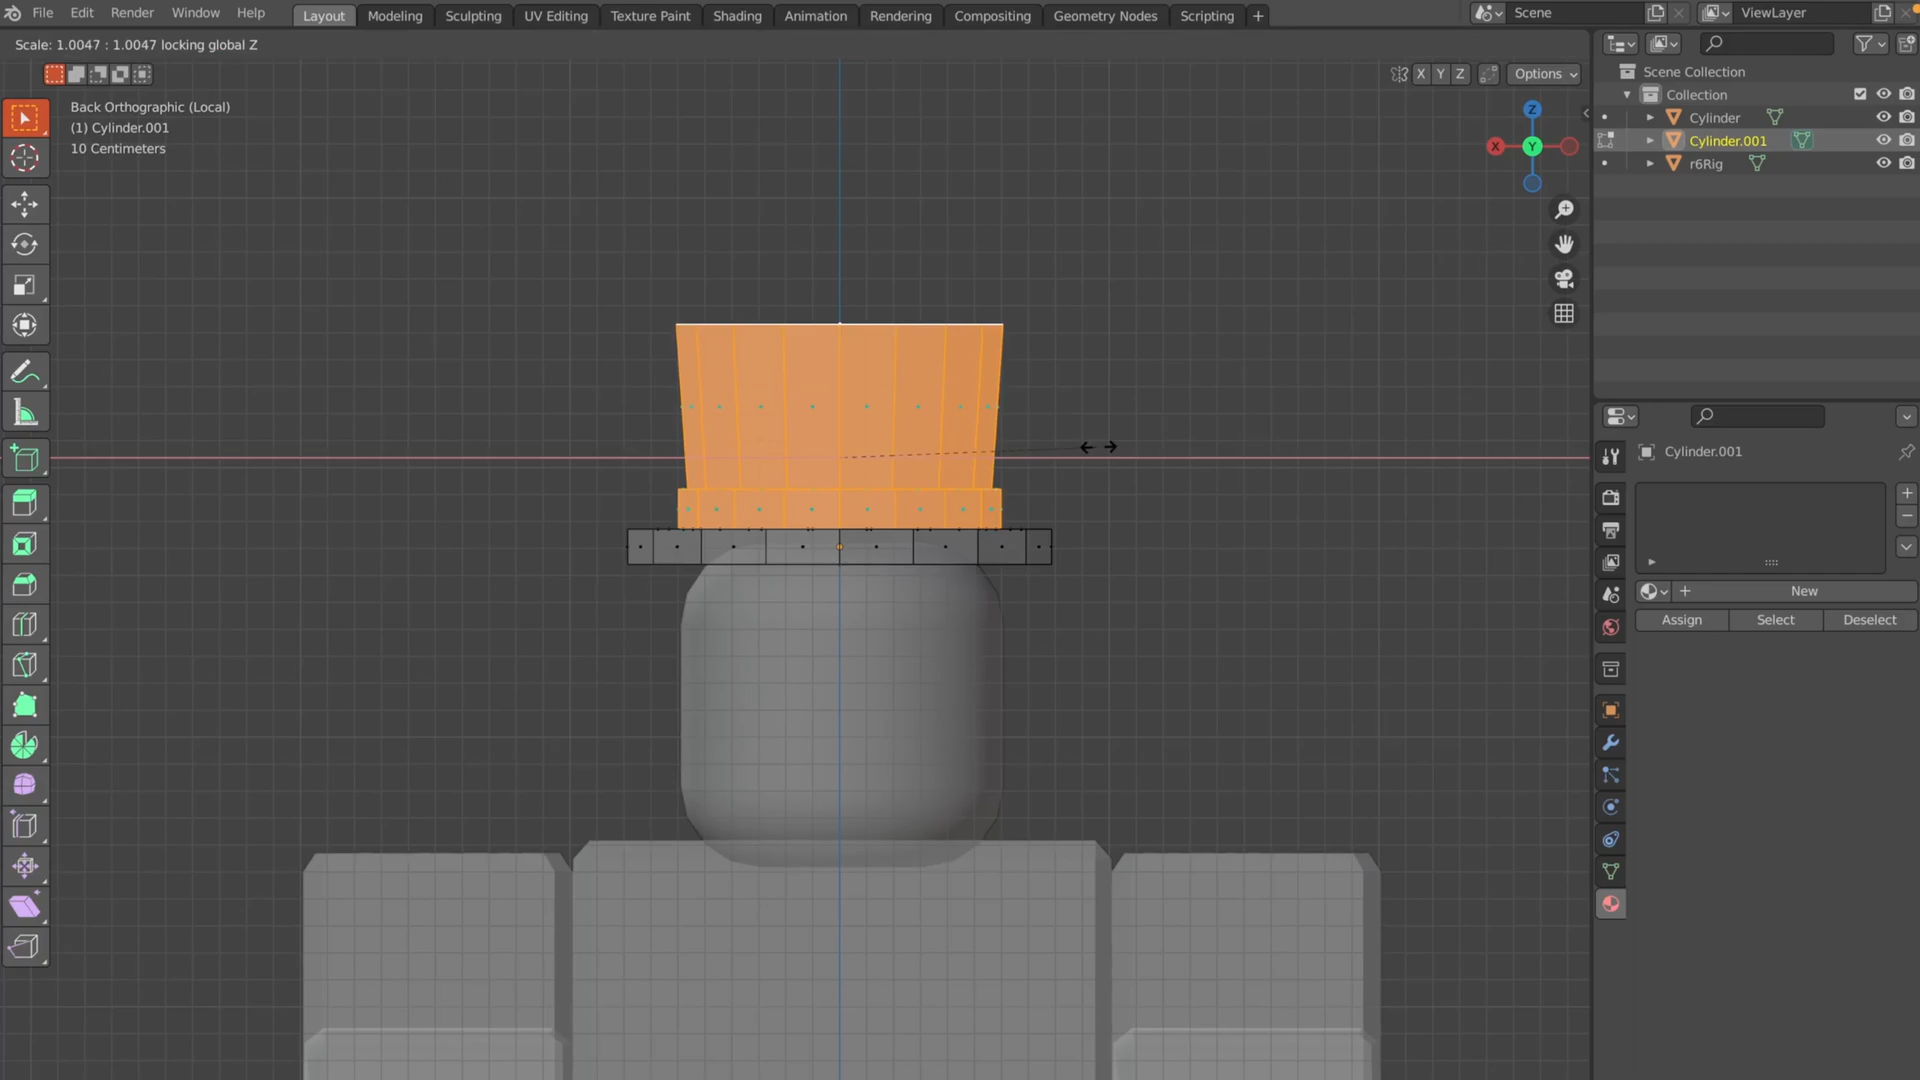 File Edit Render Window Help Layout Modeling Sculpting UV Editing Texture Paint Shading Animation Rendering Compositing Geometry Nodes Scripting + Scene ViewLayer
Scale: 1.0047 : 1.0047 locking global Z
X Y Z Options
Back Orthographic (Local)
(1) Cylinder.001
10 Centimeters
Z
X
Y
Scene Collection
Collection
Cylinder
Cylinder.001
r6Rig
Cylinder.001
New
Assign Select Deselect